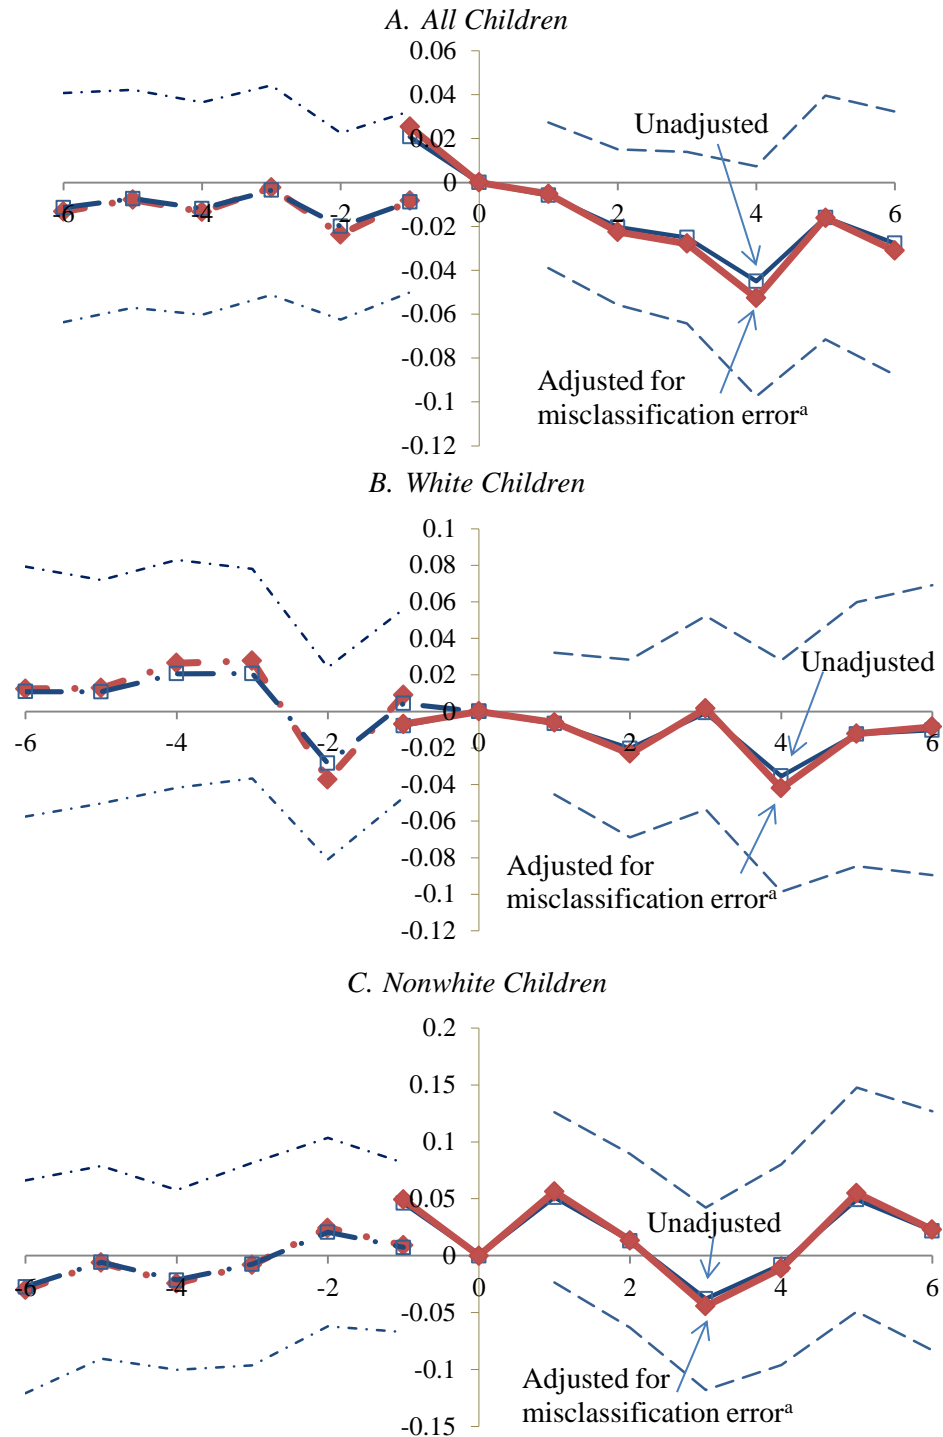 A. All Children
0.06
0.04
Unadjusted
0.02
0
-6 -4 -2 0 2 4 6
-0.02
-0.04
-0.06
-0.08
Adjusted for
misclassification errorᵃ
-0.1
-0.12
B. White Children
0.1
0.08
0.06
0.04
Unadjusted
0.02
0
-6 -4 -2 0 2 4 6
-0.02
-0.04
-0.06
-0.08
Adjusted for
misclassification errorᵃ
-0.1
-0.12
C. Nonwhite Children
0.2
0.15
0.1
0.05
Unadjusted
0
-6 -4 -2 0 2 4 6
-0.05
-0.1
Adjusted for
misclassification errorᵃ
-0.15